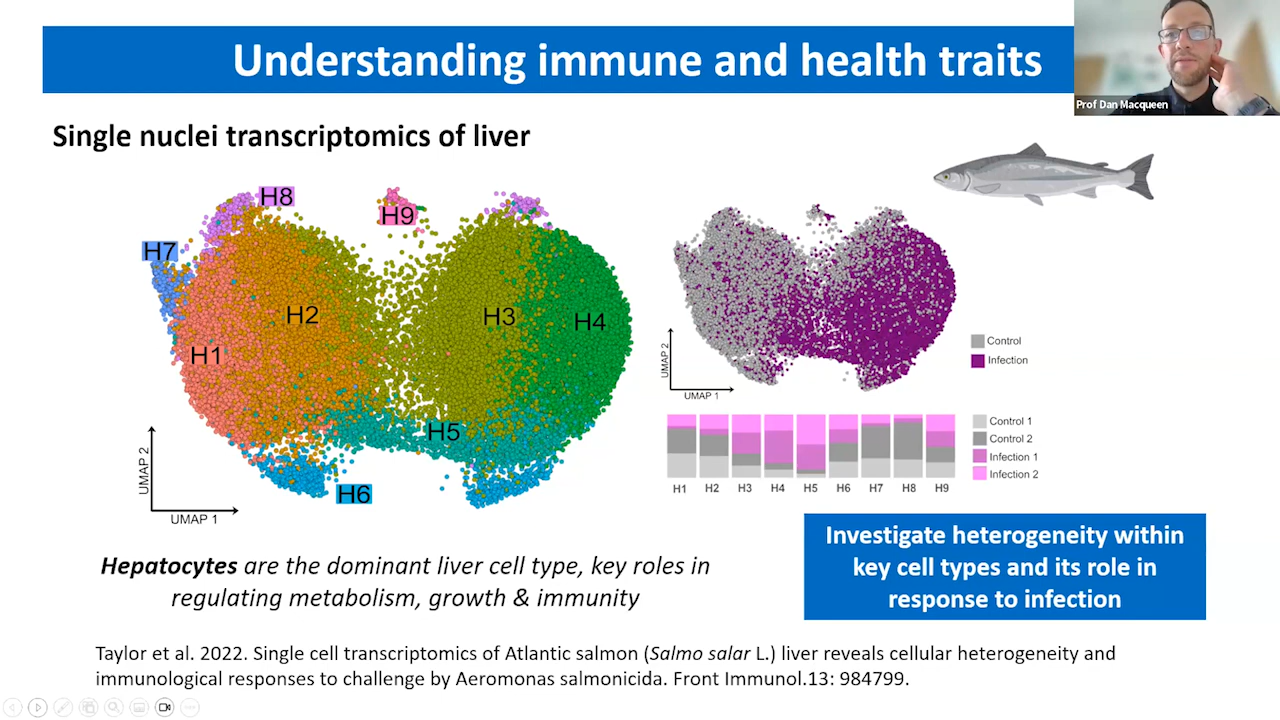 Understanding immune and health traits
Prof Dan Macqueen
Single nuclei transcriptomics of liver
H8
H9
H7
H2
H3
H4
H1
H5
H6
UMAP 2
UMAP 1
Control
Infection
UMAP 2
UMAP 1
Control 1
Control 2
Infection 1
Infection 2
H1 H2 H3 H4 H5 H6 H7 H8 H9
Hepatocytes are the dominant liver cell type, key roles in
regulating metabolism, growth & immunity
Investigate heterogeneity within
key cell types and its role in
response to infection
Taylor et al. 2022. Single cell transcriptomics of Atlantic salmon (Salmo salar L.) liver reveals cellular heterogeneity and
immunological responses to challenge by Aeromonas salmonicida. Front Immunol.13: 984799.